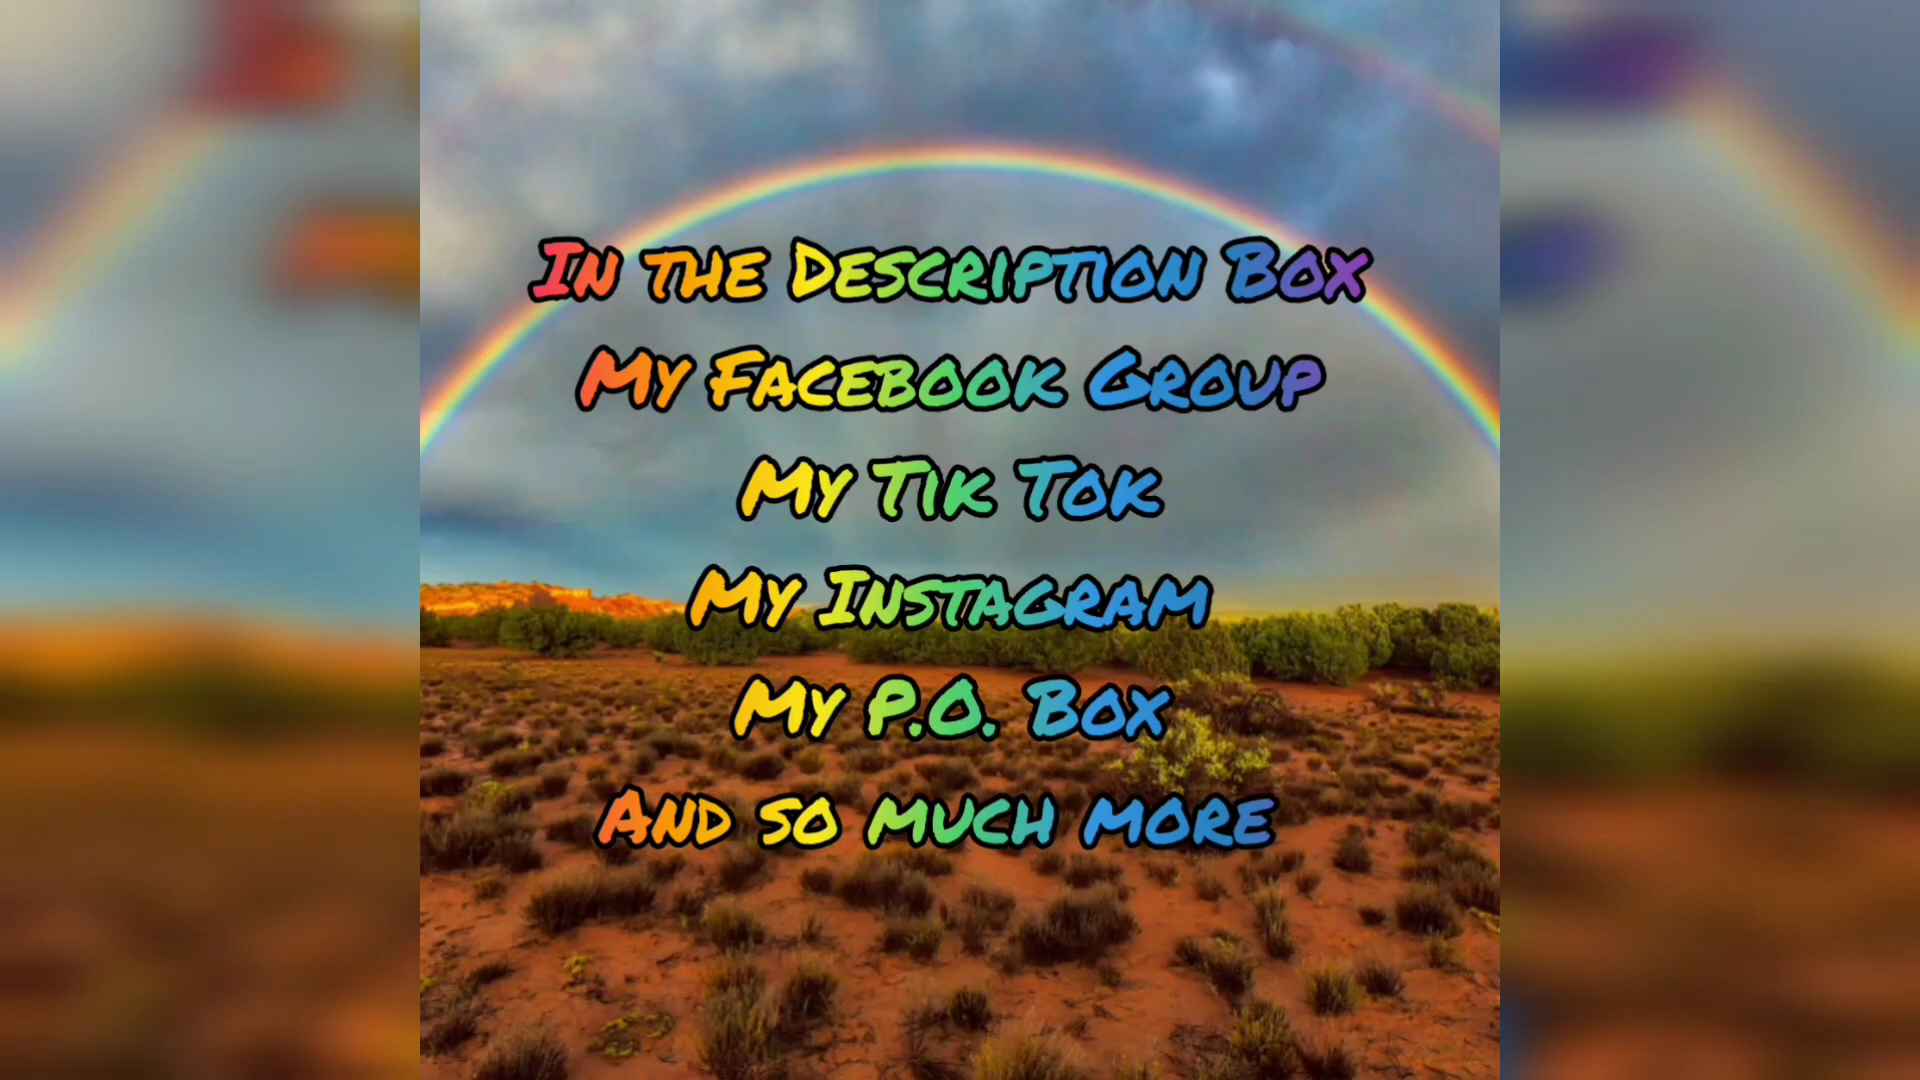 In the Description Box
My Facebook Group
My Tik Tok
My Instagram
My P.O. Box
And so much more